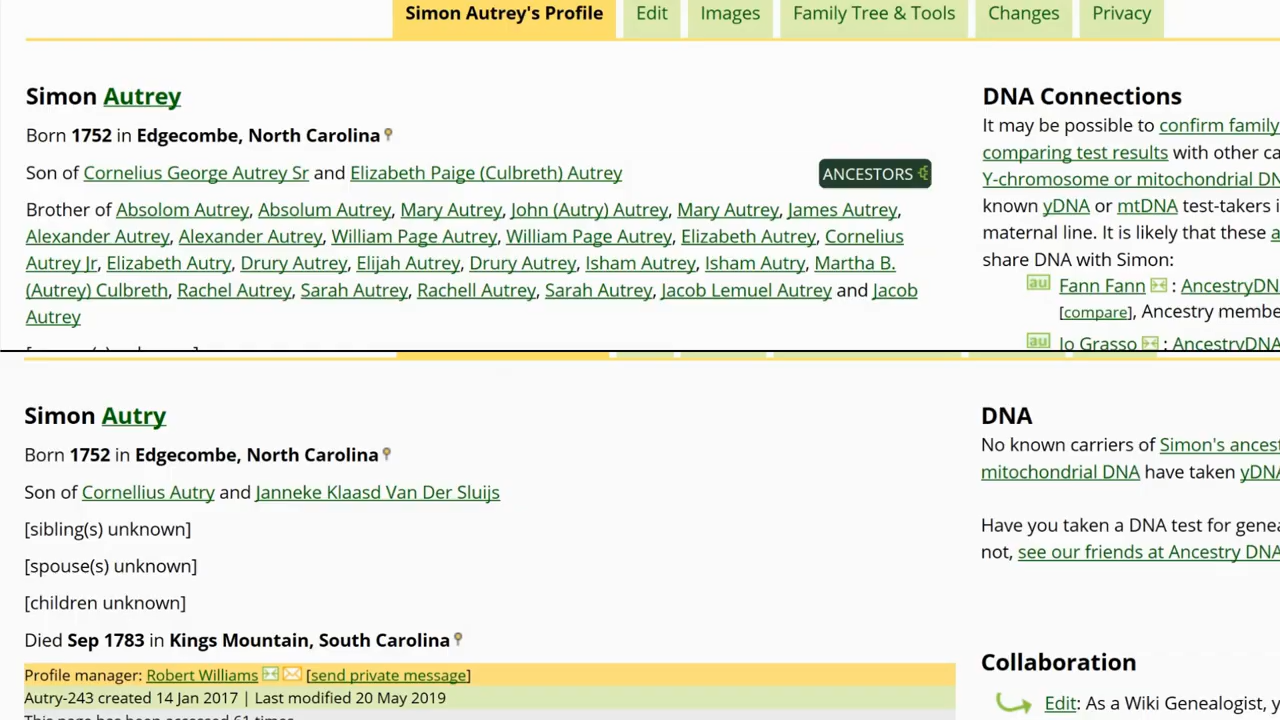 Simon Autrey's Profile Edit Images Family Tree & Tools Changes Privacy
Simon Autrey
Born 1752 in Edgecombe, North Carolina
Son of Cornelius George Autrey Sr and Elizabeth Paige (Culbreth) Autrey
ANCESTORS
Brother of Absolom Autrey, Absolum Autrey, Mary Autrey, John (Autry) Autrey, Mary Autrey, James Autrey,
Alexander Autrey, Alexander Autrey, William Page Autrey, William Page Autrey, Elizabeth Autrey, Cornelius
Autrey Jr, Elizabeth Autry, Drury Autrey, Elijah Autrey, Drury Autrey, Isham Autrey, Isham Autry, Martha B.
(Autrey) Culbreth, Rachel Autrey, Sarah Autrey, Rachell Autrey, Sarah Autrey, Jacob Lemuel Autrey and Jacob
Autrey
DNA Connections
It may be possible to confirm family
comparing test results with other ca
Y-chromosome or mitochondrial DN
known yDNA or mtDNA test-takers i
maternal line. It is likely that these a
share DNA with Simon:
au Fann Fann : AncestryDN
[compare], Ancestry membe
au Jo Grasso : AncestryDNA
Simon Autry
Born 1752 in Edgecombe, North Carolina
Son of Cornellius Autry and Janneke Klaasd Van Der Sluijs
[sibling(s) unknown]
[spouse(s) unknown]
[children unknown]
Died Sep 1783 in Kings Mountain, South Carolina
Profile manager: Robert Williams [send private message]
Autry-243 created 14 Jan 2017 | Last modified 20 May 2019
This page has been accessed 61 times
DNA
No known carriers of Simon's ancest
mitochondrial DNA have taken yDNA
Have you taken a DNA test for genea
not, see our friends at Ancestry DNA
Collaboration
Edit: As a Wiki Genealogist, y